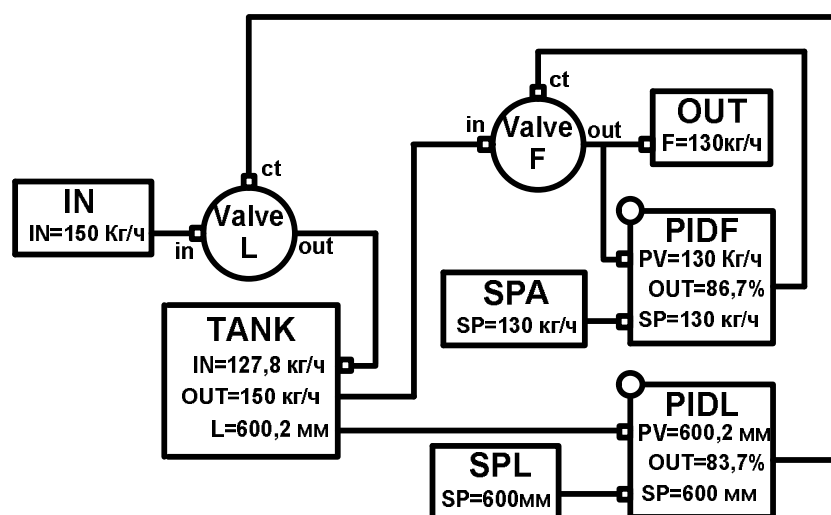 ct
ct
in
Valve
F
out
OUT
F=130кг/ч
IN
IN=150 Кг/ч
in
Valve
L
out
PIDF
PV=130 Кг/ч
OUT=86,7%
SP=130 кг/ч
SPA
SP=130 кг/ч
TANK
IN=127,8 кг/ч
OUT=150 кг/ч
L=600,2 мм
PIDL
PV=600,2 мм
OUT=83,7%
SP=600 мм
SPL
SP=600мм